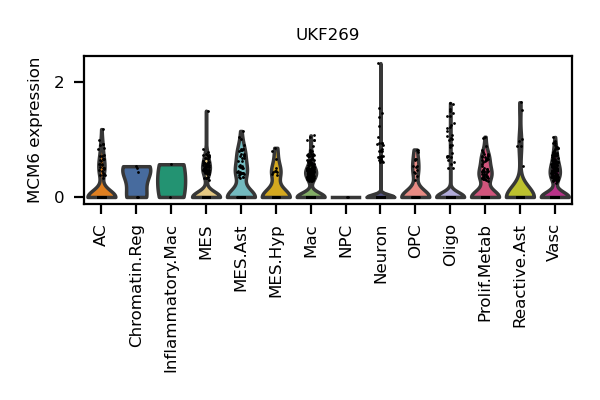 UKF269
MCM6 expression
2
0
AC
Chromatin.Reg
Inflammatory.Mac
MES
MES.Ast
MES.Hyp
Mac
NPC
Neuron
OPC
Oligo
Prolif.Metab
Reactive.Ast
Vasc